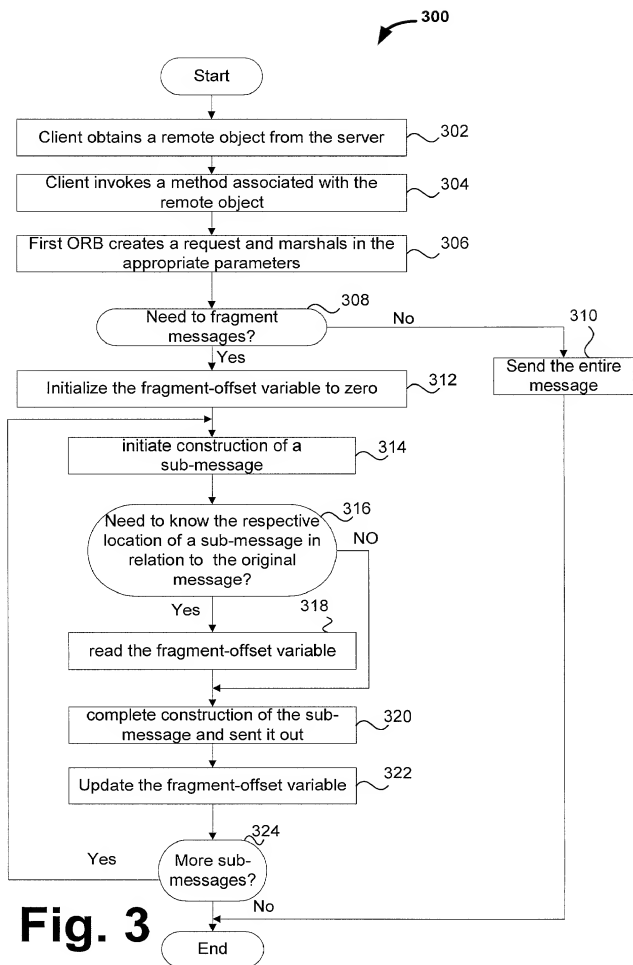 300
Start
Client obtains a remote object from the server
302
Client invokes a method associated with the
remote object
304
First ORB creates a request and marshals in the
appropriate parameters
306
308
Need to fragment
messages?
No
310
Yes
Send the entire
message
Initialize the fragment-offset variable to zero
312
initiate construction of a
sub-message
314
316
Need to know the respective
location of a sub-message in
relation to the original
message?
NO
Yes
318
read the fragment-offset variable
complete construction of the sub-
message and sent it out
320
Update the fragment-offset variable
322
324
Yes
More sub-
messages?
No
Fig. 3
End